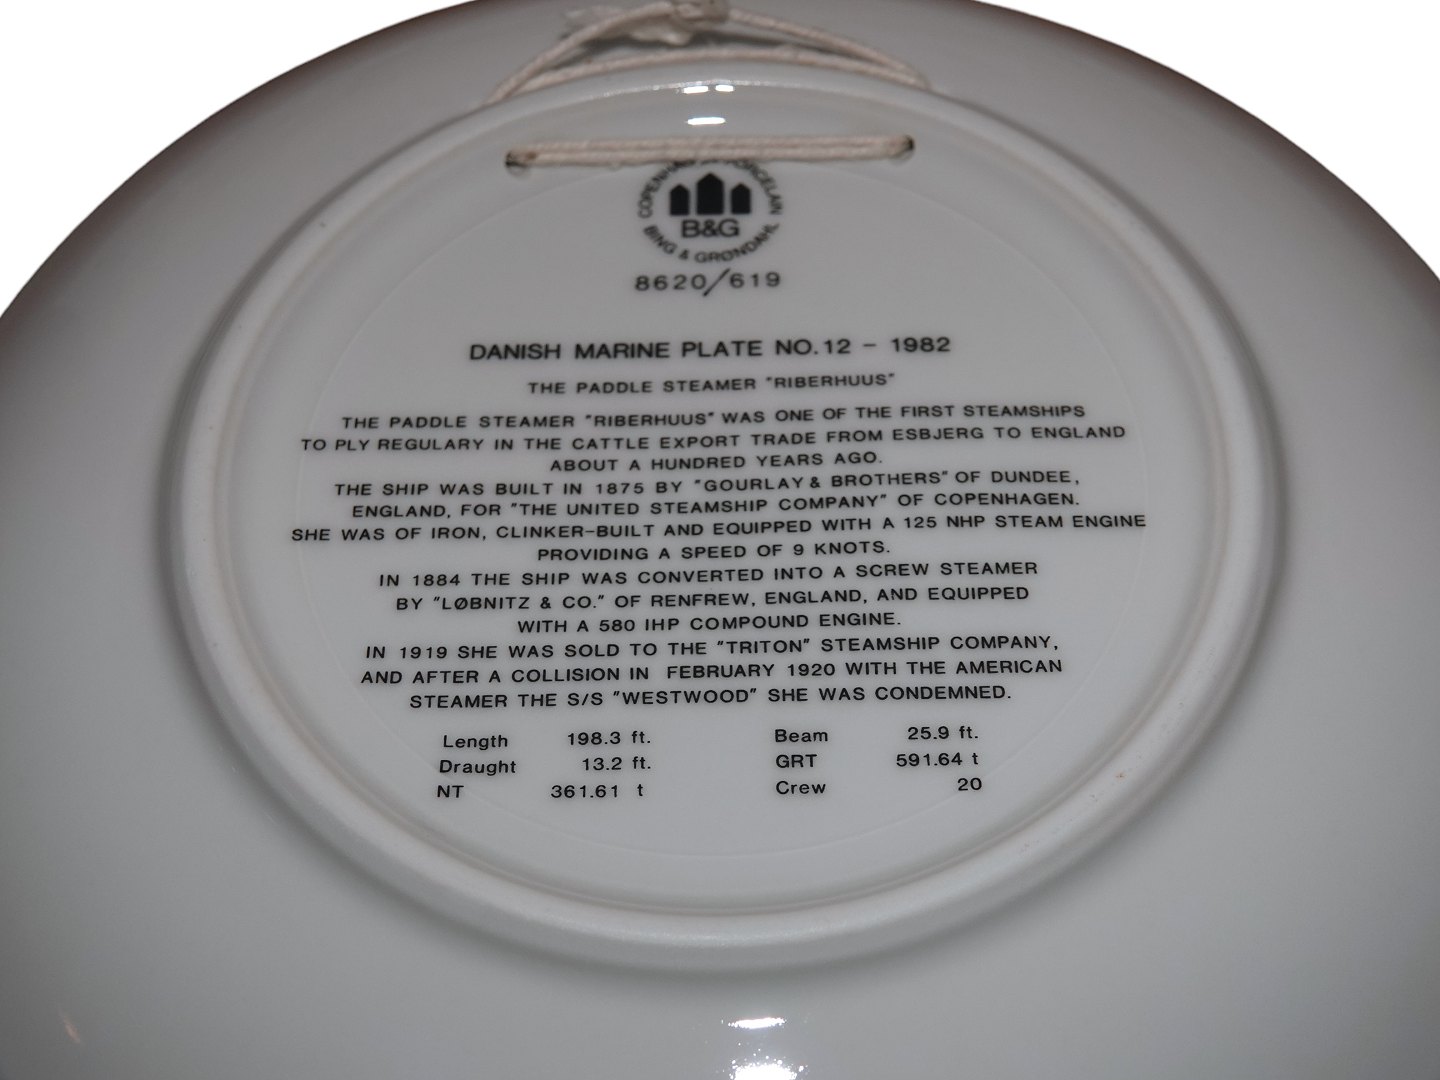 COPENHAGEN PORCELAIN
B&G
BING & GRØNDAHL
8620/619
DANISH MARINE PLATE NO.12 - 1982
THE PADDLE STEAMER "RIBERHUUS"
THE PADDLE STEAMER "RIBERHUUS" WAS ONE OF THE FIRST STEAMSHIPS
TO PLY REGULARY IN THE CATTLE EXPORT TRADE FROM ESBJERG TO ENGLAND
ABOUT A HUNDRED YEARS AGO.
THE SHIP WAS BUILT IN 1875 BY "GOURLAY & BROTHERS" OF DUNDEE,
ENGLAND, FOR "THE UNITED STEAMSHIP COMPANY" OF COPENHAGEN.
SHE WAS OF IRON, CLINKER-BUILT AND EQUIPPED WITH A 125 NHP STEAM ENGINE
PROVIDING A SPEED OF 9 KNOTS.
IN 1884 THE SHIP WAS CONVERTED INTO A SCREW STEAMER
BY "LØBNITZ & CO." OF RENFREW, ENGLAND, AND EQUIPPED
WITH A 580 IHP COMPOUND ENGINE.
IN 1919 SHE WAS SOLD TO THE "TRITON" STEAMSHIP COMPANY,
AND AFTER A COLLISION IN FEBRUARY 1920 WITH THE AMERICAN
STEAMER THE S/S "WESTWOOD" SHE WAS CONDEMNED.
Length 198.3 ft. Beam 25.9 ft.
Draught 13.2 ft. GRT 591.64 t
NT 361.61 t Crew 20